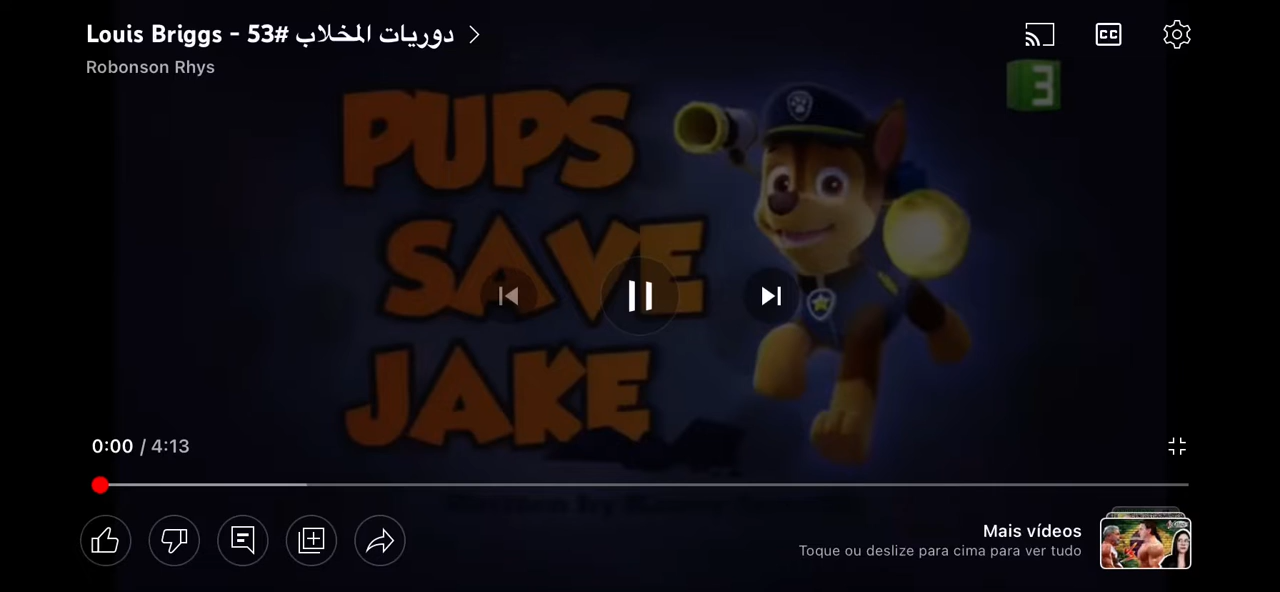 Louis Briggs - 53# دوريات المخلاب
Robonson Rhys
CC
3
PUPS
SAVE
JAKE
0:00 / 4:13
Mais vídeos
Toque ou deslize para cima para ver tudo